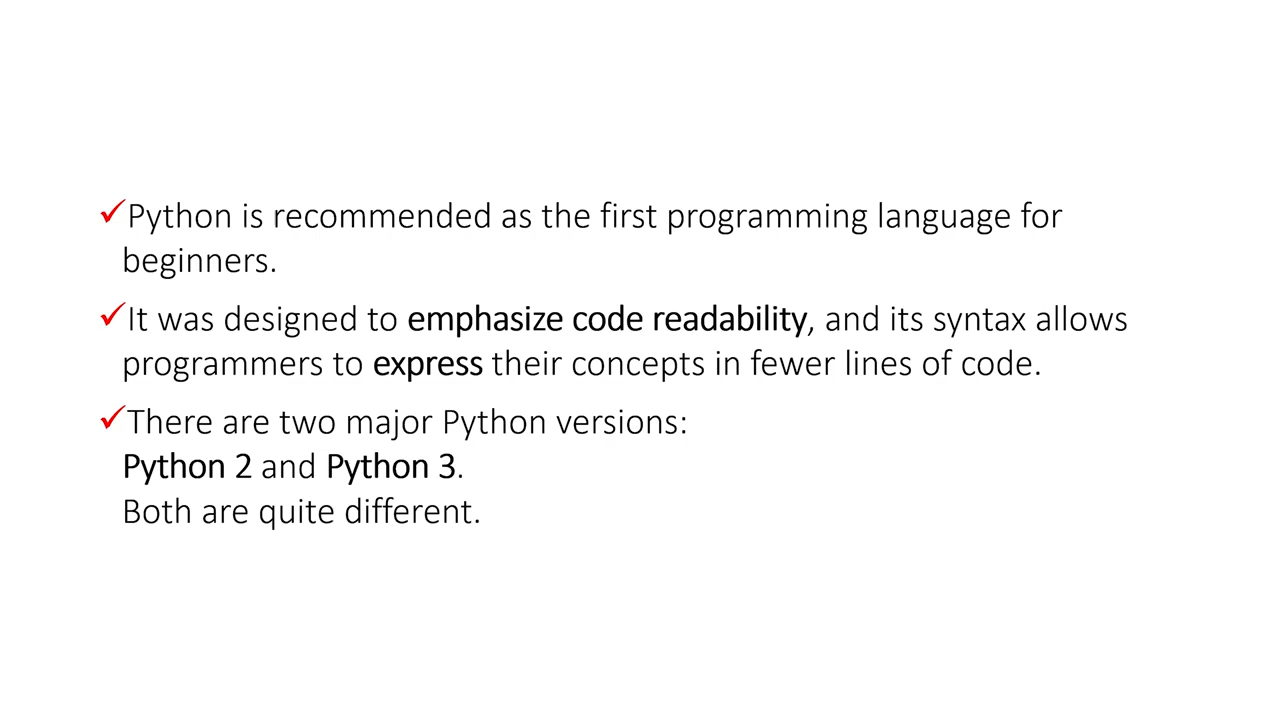 ✓Python is recommended as the first programming language for
beginners.
✓It was designed to emphasize code readability, and its syntax allows
programmers to express their concepts in fewer lines of code.
✓There are two major Python versions:
Python 2 and Python 3.
Both are quite different.